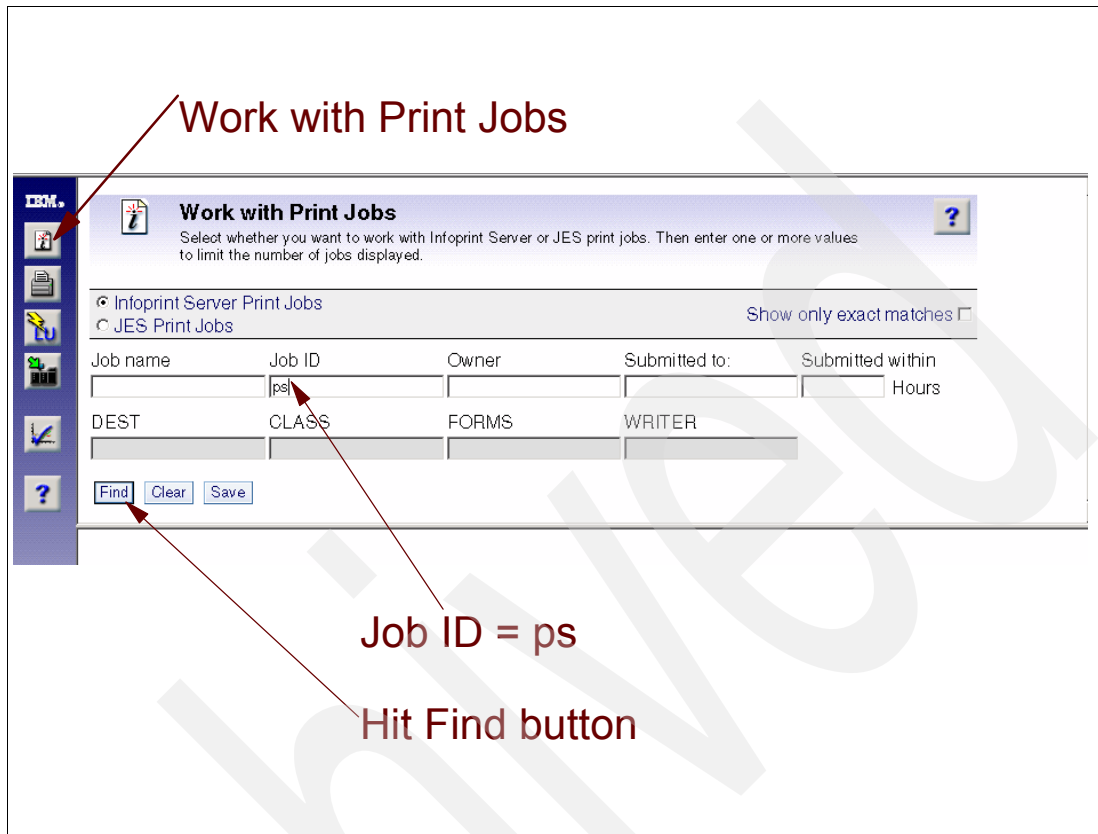 Work with Print Jobs
IBM.
Work with Print Jobs
?
Select whether you want to work with Infoprint Server or JES print jobs. Then enter one or more values
to limit the number of jobs displayed.
Infoprint Server Print Jobs
JES Print Jobs
Show only exact matches
Job name Job ID Owner Submitted to: Submitted within
ps Hours
DEST CLASS FORMS WRITER
LU
?
Find Clear Save
Job ID = ps
Hit Find button
hived